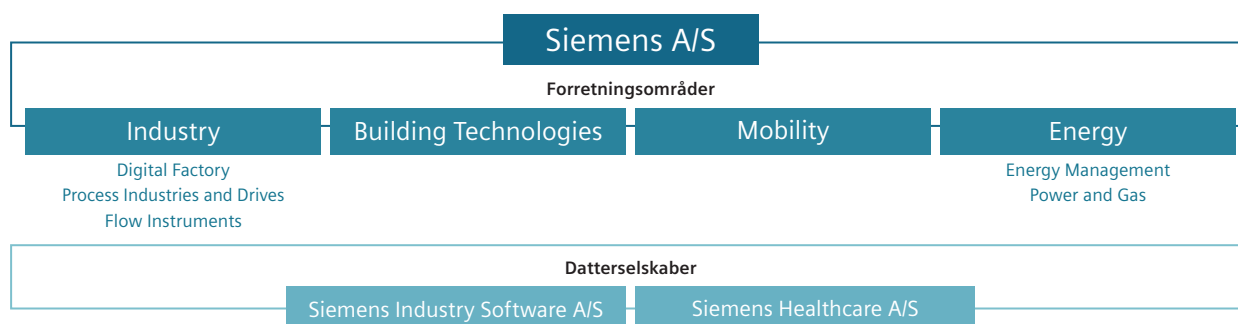 Siemens A/S
Forretningsområder
Industry
Building Technologies
Mobility
Energy
Digital Factory
Process Industries and Drives
Flow Instruments
Energy Management
Power and Gas
Datterselskaber
Siemens Industry Software A/S
Siemens Healthcare A/S